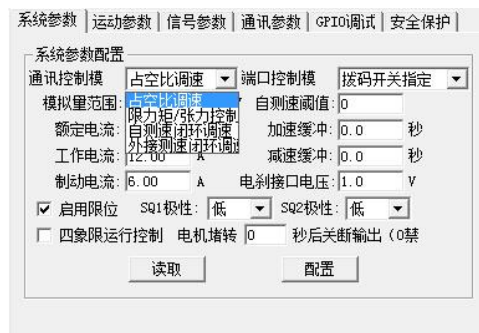 系统参数 运动参数 信号参数 通讯参数 GPIO调试 安全保护
系统参数配置
通讯控制模 占空比调速 端口控制模 拨码开关指定
模拟量范围: 占空比调速 自测速阈值: 0
限力矩/张力控制
额定电流: 自测速闭环调速 加速缓冲: 0.0 秒
外接测速闭环调
工作电流: 12.00 A 减速缓冲: 0.0 秒
制动电流: 6.00 A 电刹接口电压: 1.0 V
启用限位 SQ1极性: 低 SQ2极性: 低
四象限运行控制 电机堵转 0 秒后关断输出 (0禁
读取 配置